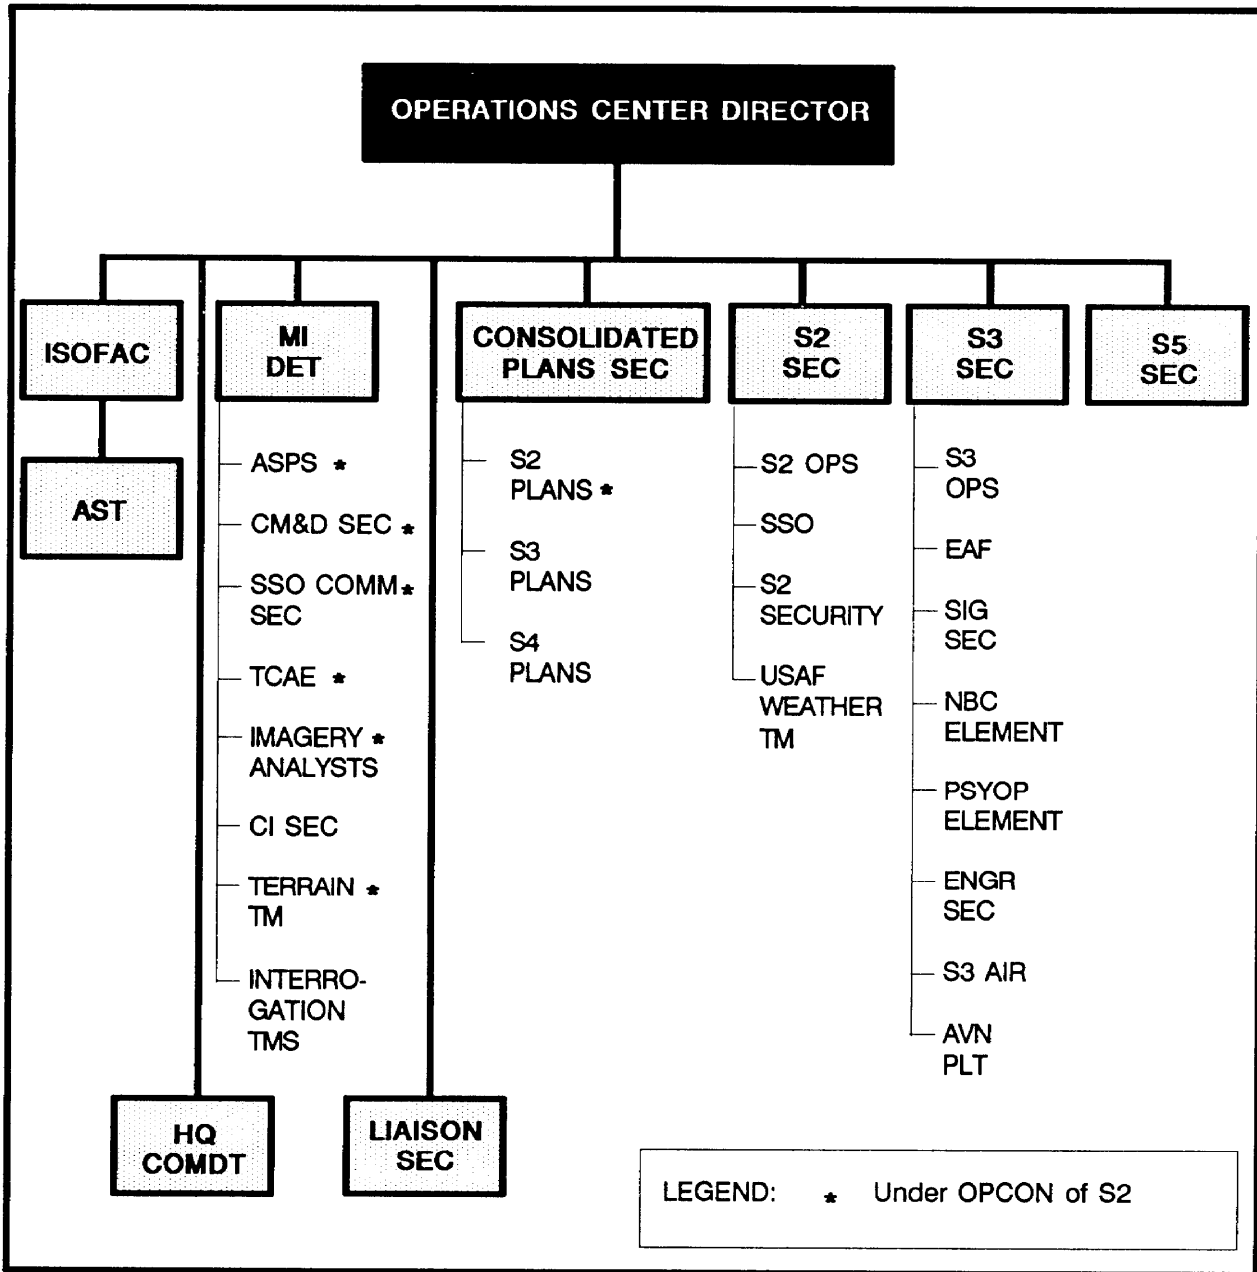 OPERATIONS CENTER DIRECTOR
ISOFAC
AST
MI
DET
ASPS *
CM&D SEC *
SSO COMM *
SEC
TCAE *
IMAGERY *
ANALYSTS
CI SEC
TERRAIN *
TM
INTERRO-
GATION
TMS
CONSOLIDATED
PLANS SEC
S2
PLANS *
S3
PLANS
S4
PLANS
S2
SEC
S2 OPS
SSO
S2
SECURITY
USAF
WEATHER
TM
S3
SEC
S3
OPS
EAF
SIG
SEC
NBC
ELEMENT
PSYOP
ELEMENT
ENGR
SEC
S3 AIR
AVN
PLT
S5
SEC
HQ
COMDT
LIAISON
SEC
LEGEND: * Under OPCON of S2